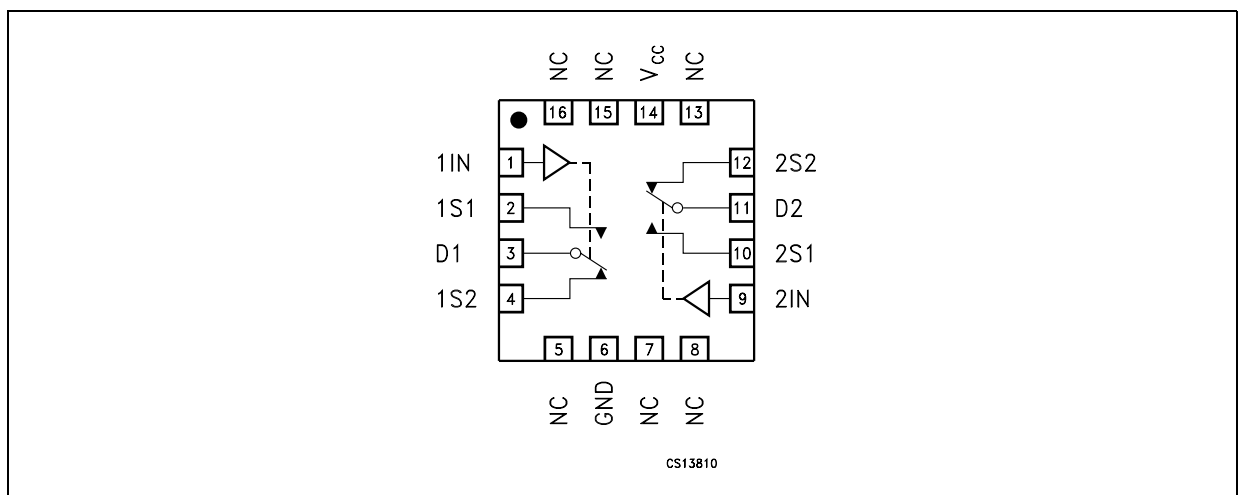 NC NC Vcc NC
16 15 14 13
1IN 1 12 2S2
1S1 2 11 D2
D1 3 10 2S1
1S2 4 9 2IN
5 6 7 8
NC GND NC NC
CS13810